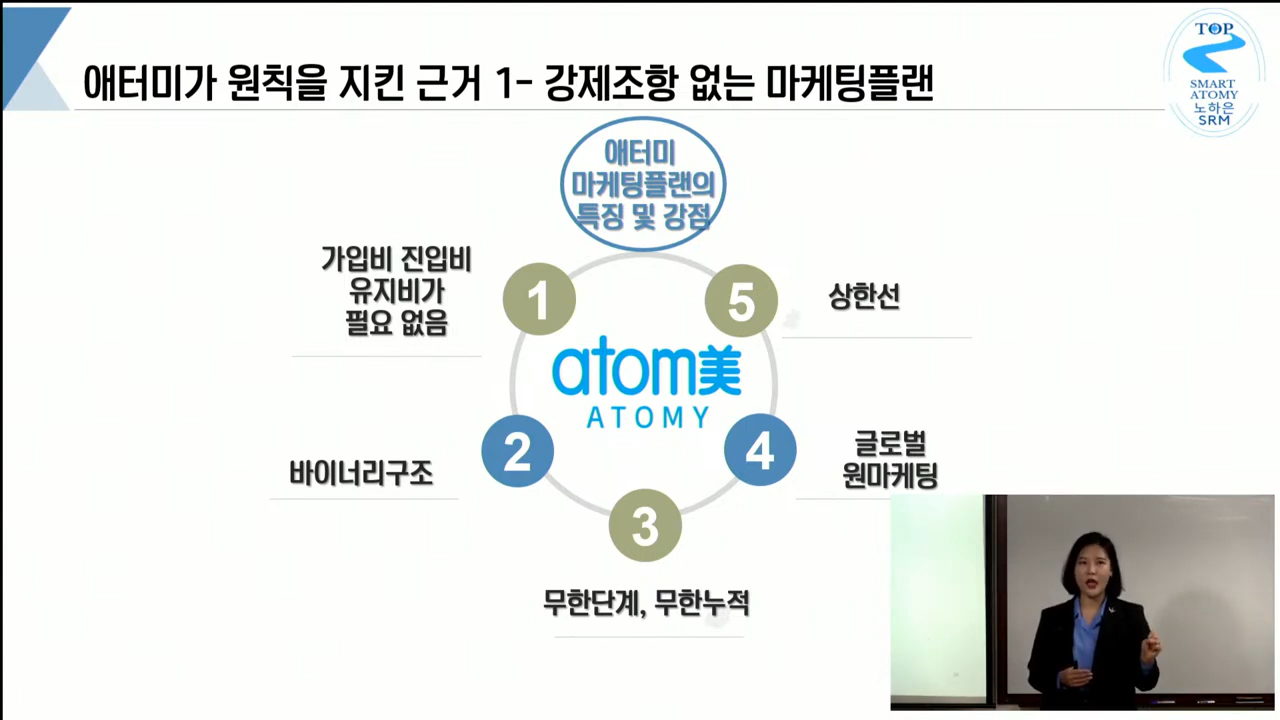 애터미가 원칙을 지킨 근거 1- 강제조항 없는 마케팅플랜
TOP
SMART
ATOMY
노하은
SRM
애터미
마케팅플랜의
특징 및 강점
가입비 진입비
유지비가
필요 없음
1
5
상한선
atom美
ATOMY
바이너리구조
2
4
글로벌
원마케팅
3
무한단계, 무한누적